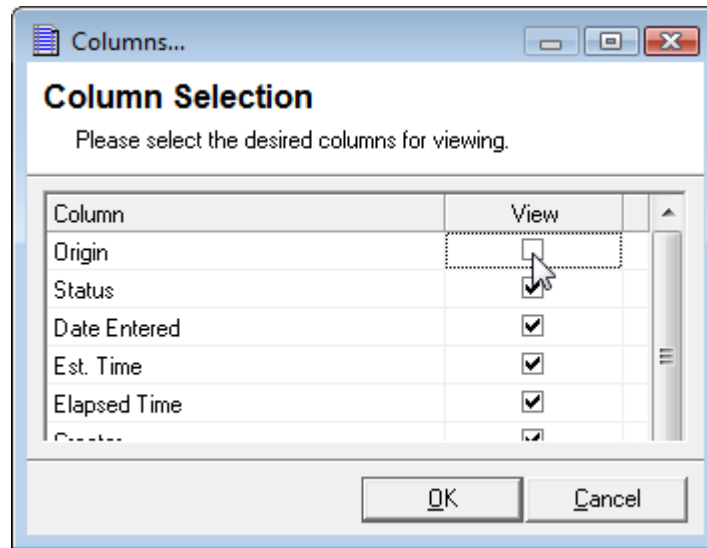 Columns...
Column Selection
Please select the desired columns for viewing.
Column View
Origin
Status
Date Entered
Est. Time
Elapsed Time
OK Cancel